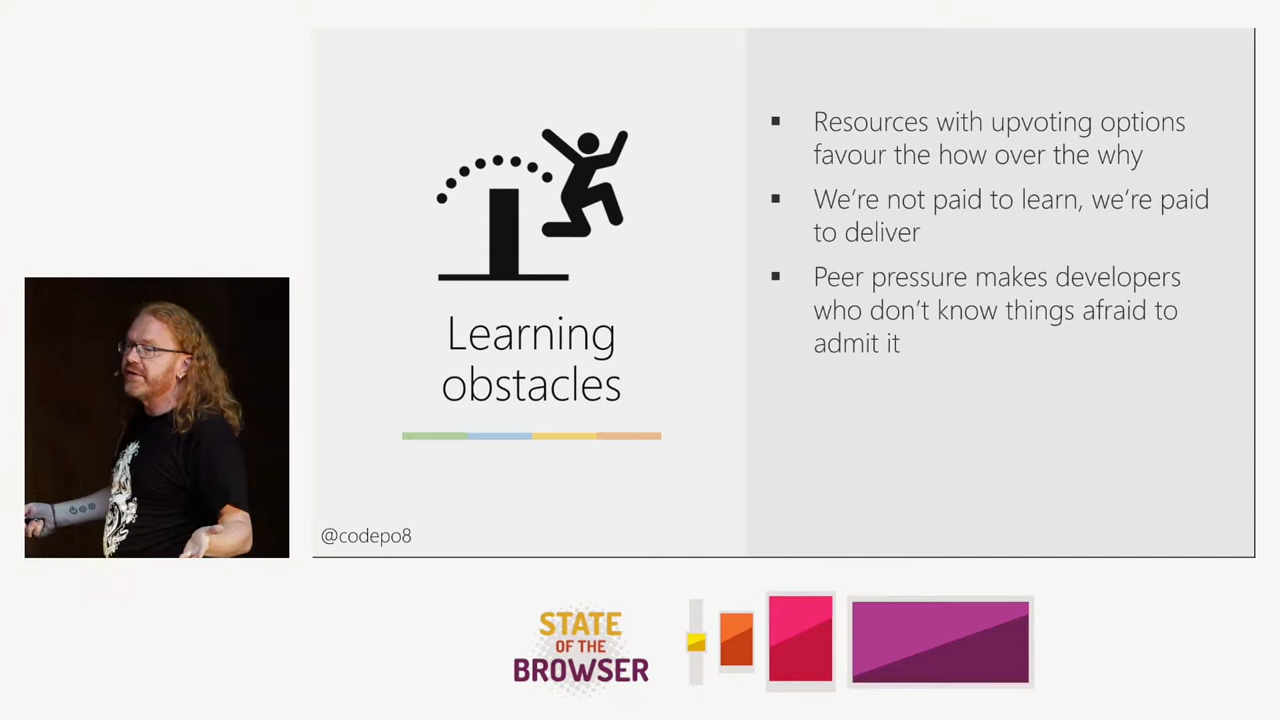 Learning
obstacles
@codepo8
Resources with upvoting options
favour the how over the why
We’re not paid to learn, we’re paid
to deliver
Peer pressure makes developers
who don’t know things afraid to
admit it
STATE
OF THE
BROWSER